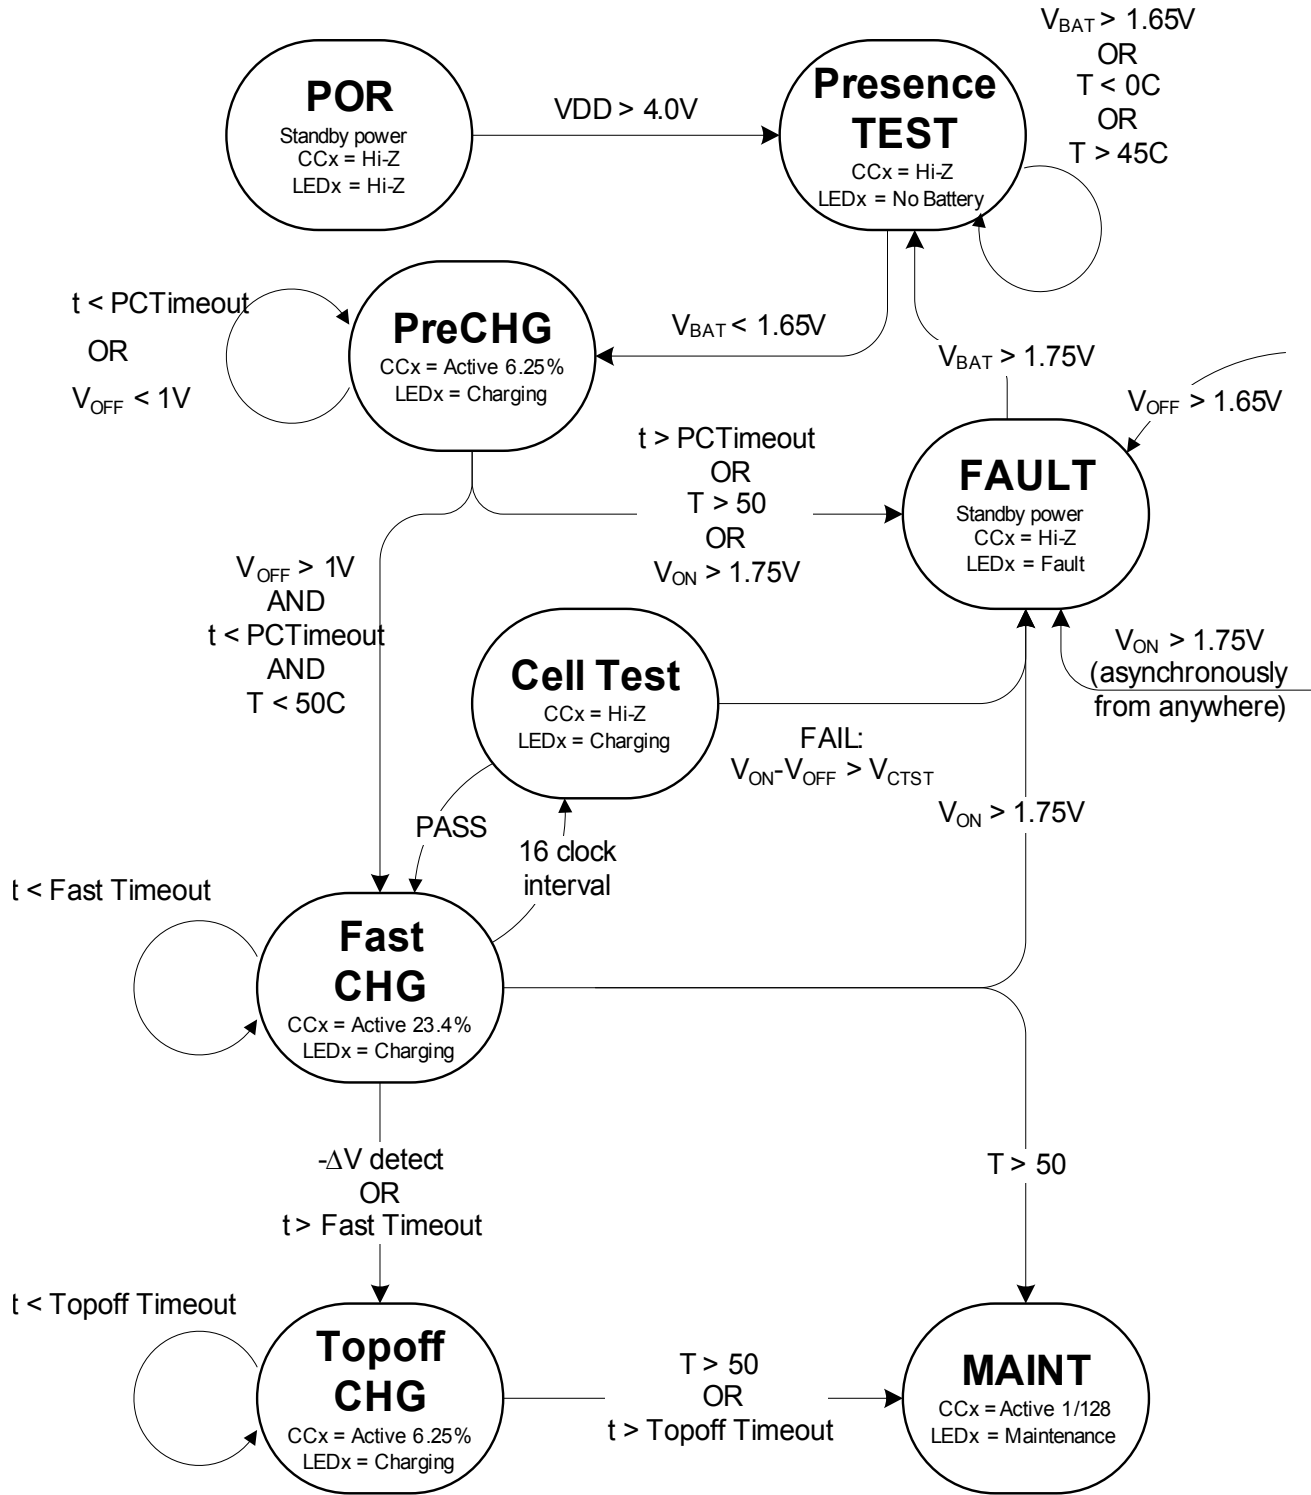 V_BAT > 1.65V
OR
T < 0C
OR
T > 45C
POR
Standby power
CCx = Hi-Z
LEDx = Hi-Z
VDD > 4.0V
Presence
TEST
CCx = Hi-Z
LEDx = No Battery
t < PCTimeout
OR
V_OFF < 1V
PreCHG
CCx = Active 6.25%
LEDx = Charging
V_BAT < 1.65V
V_BAT > 1.75V
V_OFF > 1.65V
t > PCTimeout
OR
T > 50
OR
V_ON > 1.75V
FAULT
Standby power
CCx = Hi-Z
LEDx = Fault
V_OFF > 1V
AND
t < PCTimeout
AND
T < 50C
Cell Test
CCx = Hi-Z
LEDx = Charging
V_ON > 1.75V
(asynchronously
from anywhere)
FAIL:
V_ON-V_OFF > V_CTST
V_ON > 1.75V
PASS
16 clock
interval
t < Fast Timeout
Fast
CHG
CCx = Active 23.4%
LEDx = Charging
-ΔV detect
OR
t > Fast Timeout
T > 50
t < Topoff Timeout
Topoff
CHG
CCx = Active 6.25%
LEDx = Charging
T > 50
OR
t > Topoff Timeout
MAINT
CCx = Active 1/128
LEDx = Maintenance